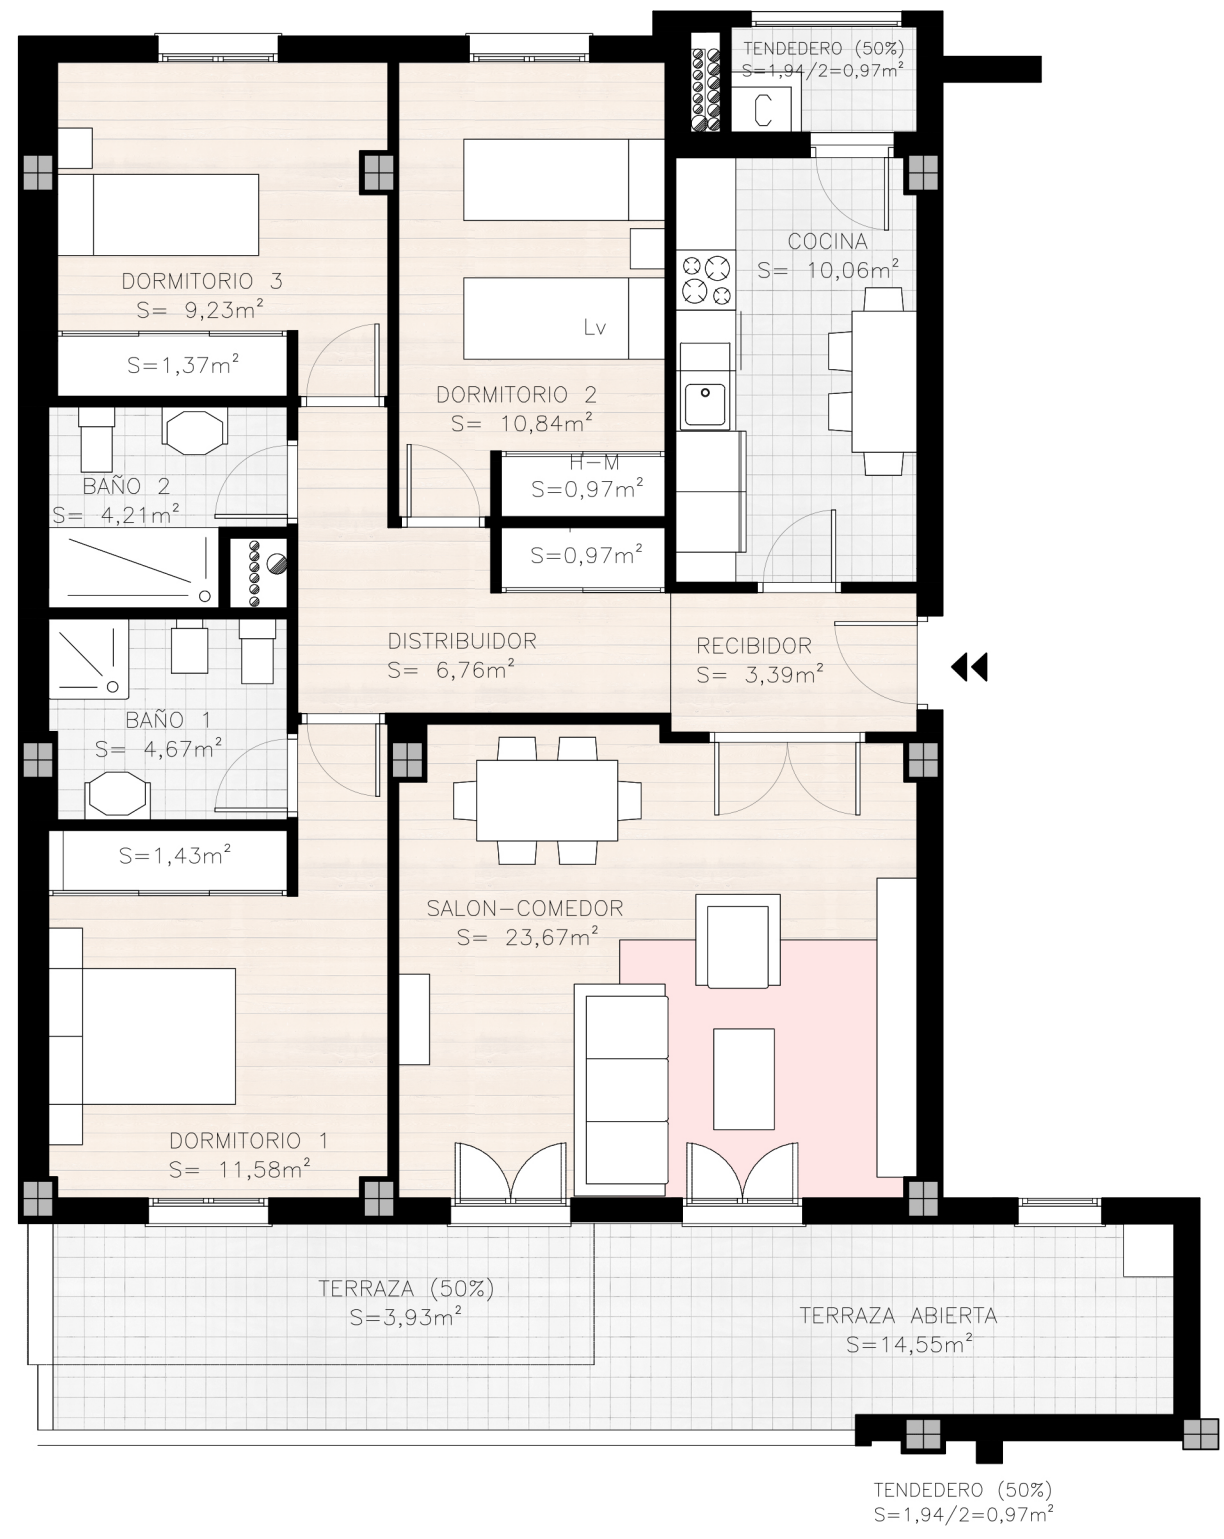 TENDEDERO (50%)
S=1,94/2=0,97m²
C
COCINA
S= 10,06m²
DORMITORIO 3
S= 9,23m²
S=1,37m²
Lv
DORMITORIO 2
S= 10,84m²
H-M
S=0,97m²
BAÑO 2
S= 4,21m²
S=0,97m²
DISTRIBUIDOR
S= 6,76m²
RECIBIDOR
S= 3,39m²
BAÑO 1
S= 4,67m²
S=1,43m²
SALON-COMEDOR
S= 23,67m²
DORMITORIO 1
S= 11,58m²
TERRAZA (50%)
S=3,93m²
TERRAZA ABIERTA
S=14,55m²
TENDEDERO (50%)
S=1,94/2=0,97m²